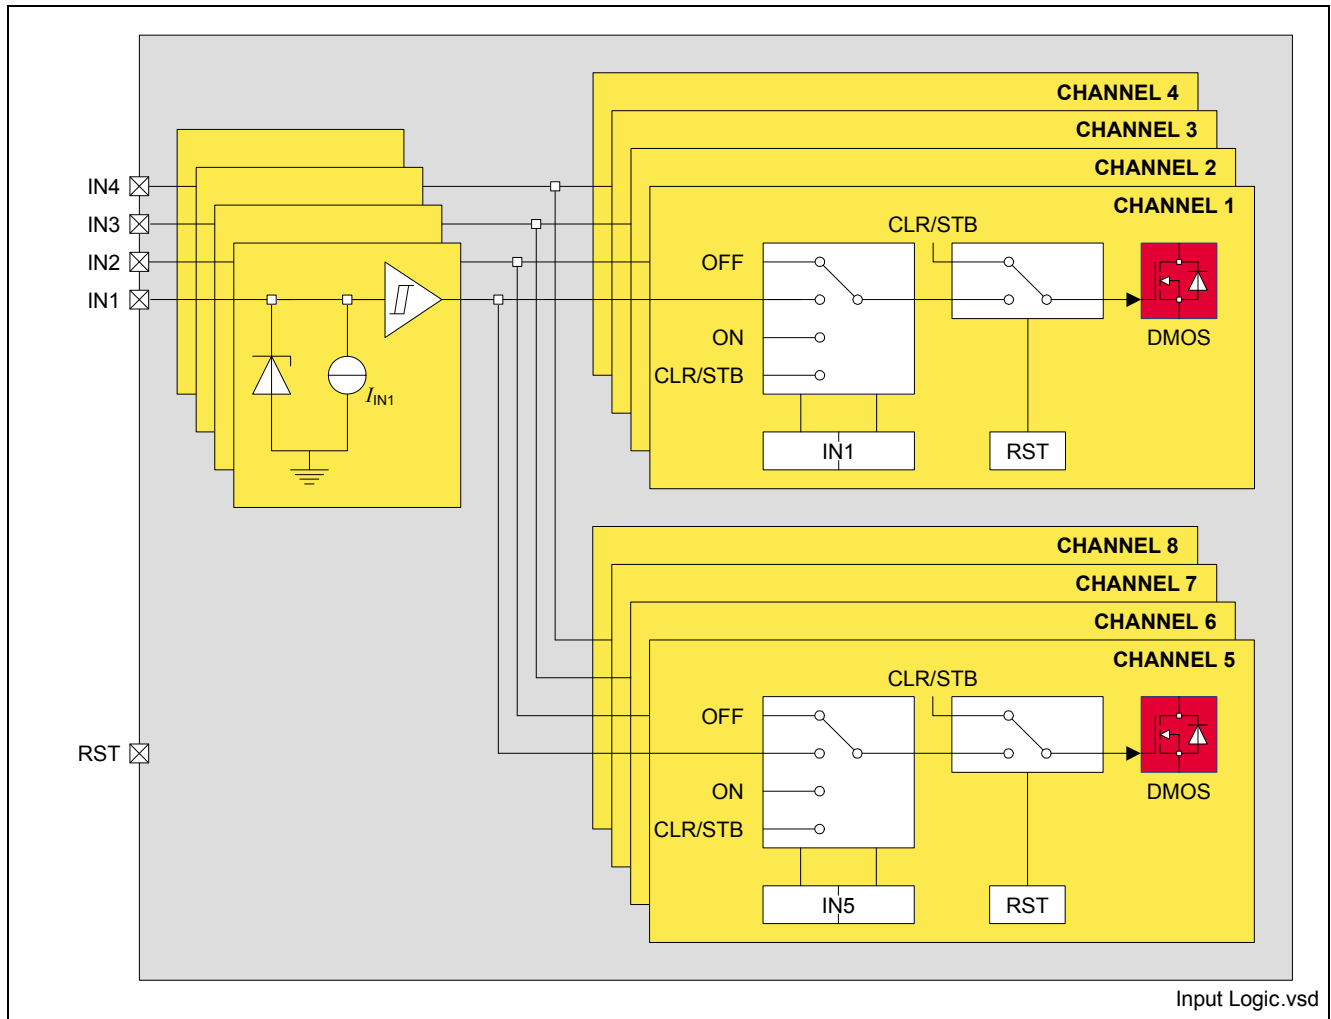 CHANNEL 4
CHANNEL 3
CHANNEL 2
CHANNEL 1
IN4
IN3
IN2
IN1
I_IN1
CLR/STB
OFF
ON
CLR/STB
DMOS
IN1
RST
CHANNEL 8
CHANNEL 7
CHANNEL 6
CHANNEL 5
RST
CLR/STB
OFF
ON
CLR/STB
DMOS
IN5
RST
Input Logic.vsd